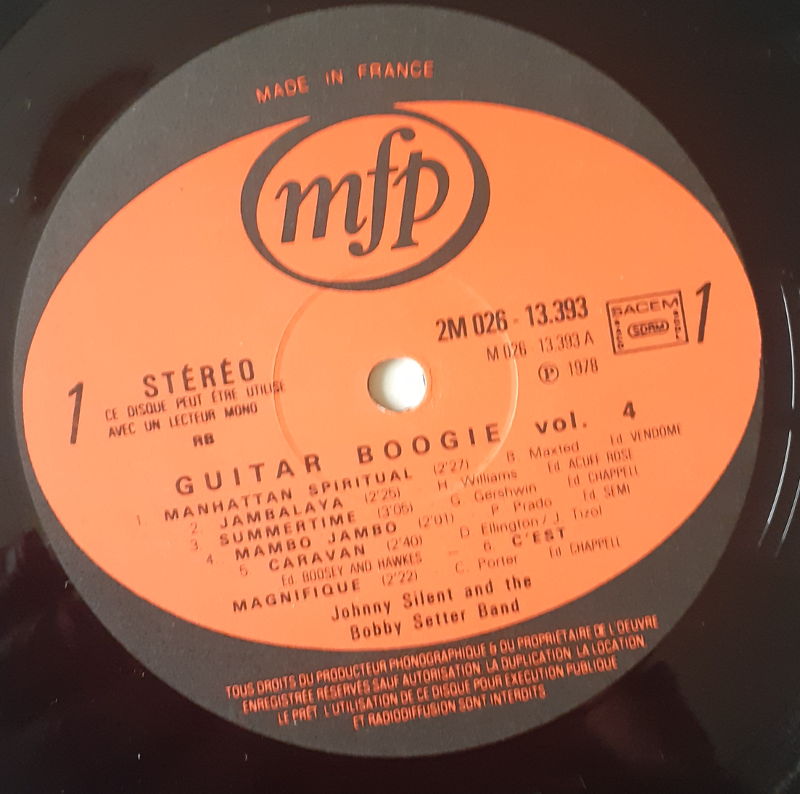 MADE IN FRANCE
mfp
2M 026 - 13.393
M 026 13.393 A
SACEM
SDRM
1
℗ 1978
1
STÉRÉO
CE DISQUE PEUT ÊTRE UTILISÉ
AVEC UN LECTEUR MONO
RB
GUITAR BOOGIE vol. 4
1. MANHATTAN SPIRITUAL (2'27) B. Maxted Ed. VENDOME
2. JAMBALAYA (2'25) H. Williams Ed. ACUFF ROSE
3. SUMMERTIME (3'06) G. Gershwin Ed. CHAPPELL
4. MAMBO JAMBO (2'01) P. Prado Ed. SEMI
5. CARAVAN (2'40) D. Ellington / J. Tizol
Ed. BOOSEY AND HAWKES — 6. C'EST
MAGNIFIQUE (2'22) C. Porter Ed. CHAPPELL
Johnny Silent and the
Bobby Setter Band
TOUS DROITS DU PRODUCTEUR PHONOGRAPHIQUE & DU PROPRIÉTAIRE DE L'OEUVRE
ENREGISTRÉE RÉSERVÉS SAUF AUTORISATION LA DUPLICATION LA LOCATION
LE PRÊT L'UTILISATION DE CE DISQUE POUR EXECUTION PUBLIQUE
ET RADIODIFFUSION SONT INTERDITS